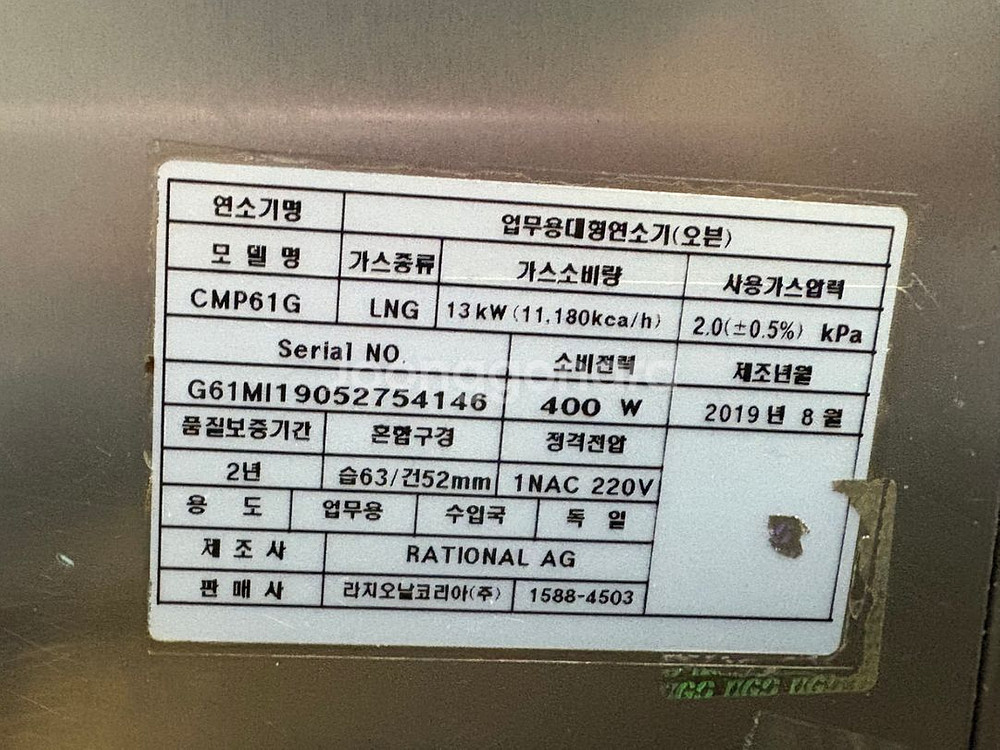 연소기명 업무용대형연소기(오븐)
모 델 명 가스종류 가스소비량 사용가스압력
CMP61G LNG 13kW(11,180kca/h) 2.0(±0.5%) kPa
Serial NO. 소비전력 제조년월
G61MI19052754146 400 W 2019년 8월
품질보증기간 혼합구경 정격전압
2년 습63/건52mm 1NAC 220V
용 도 업무용 수입국 독 일
제 조 사 RATIONAL AG
판 매 사 라지오날코리아(주) 1588-4503